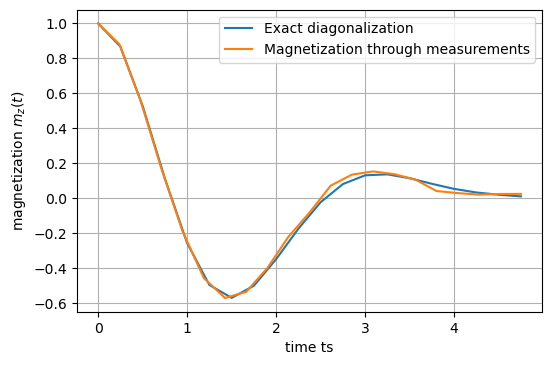 Exact diagonalization
Magnetization through measurements
magnetization $m_z(t)$
1.0
0.8
0.6
0.4
0.2
0.0
−0.2
−0.4
−0.6
0 1 2 3 4
time ts